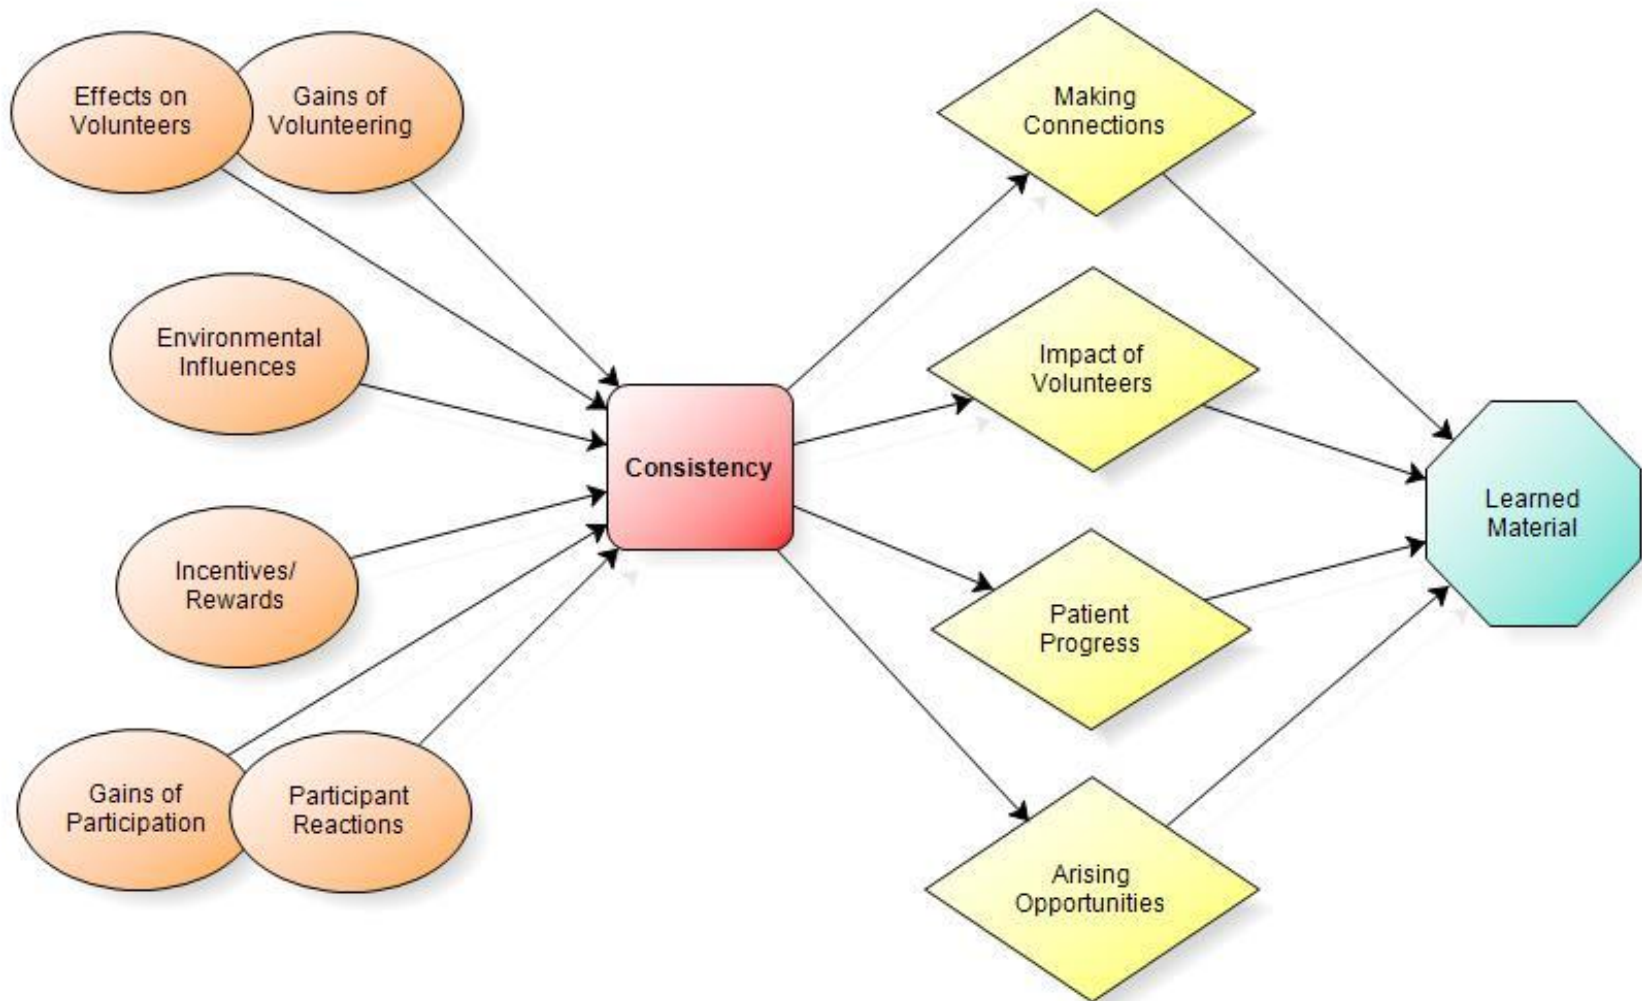 Effects on
Volunteers
Gains of
Volunteering
Environmental
Influences
Incentives/
Rewards
Gains of
Participation
Participant
Reactions
Consistency
Making
Connections
Impact of
Volunteers
Patient
Progress
Arising
Opportunities
Learned
Material